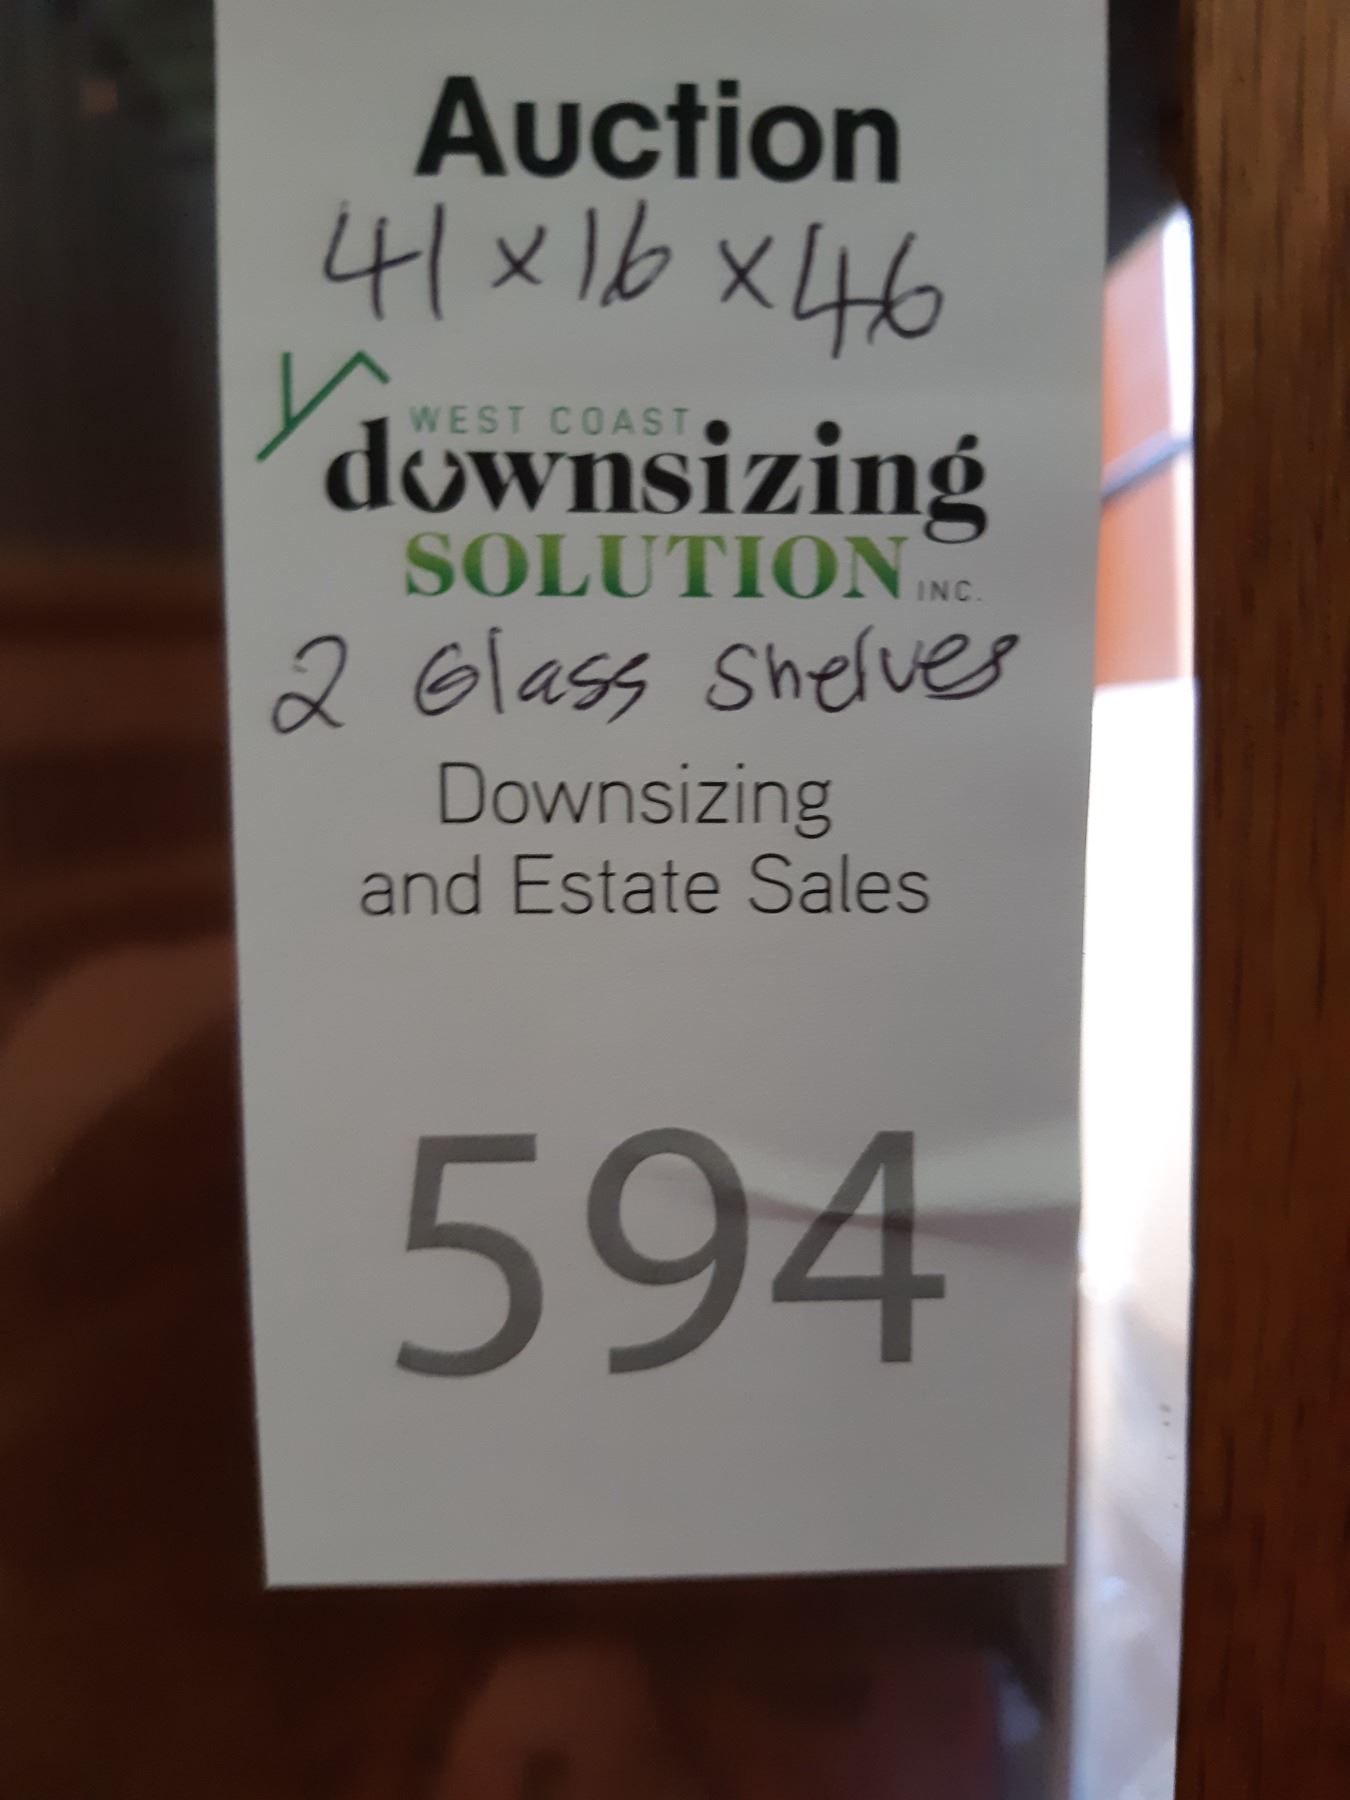 Auction
41 x 16 x 46
WEST COAST
downsizing
SOLUTION INC.
2 Glass Shelves
Downsizing
and Estate Sales
594